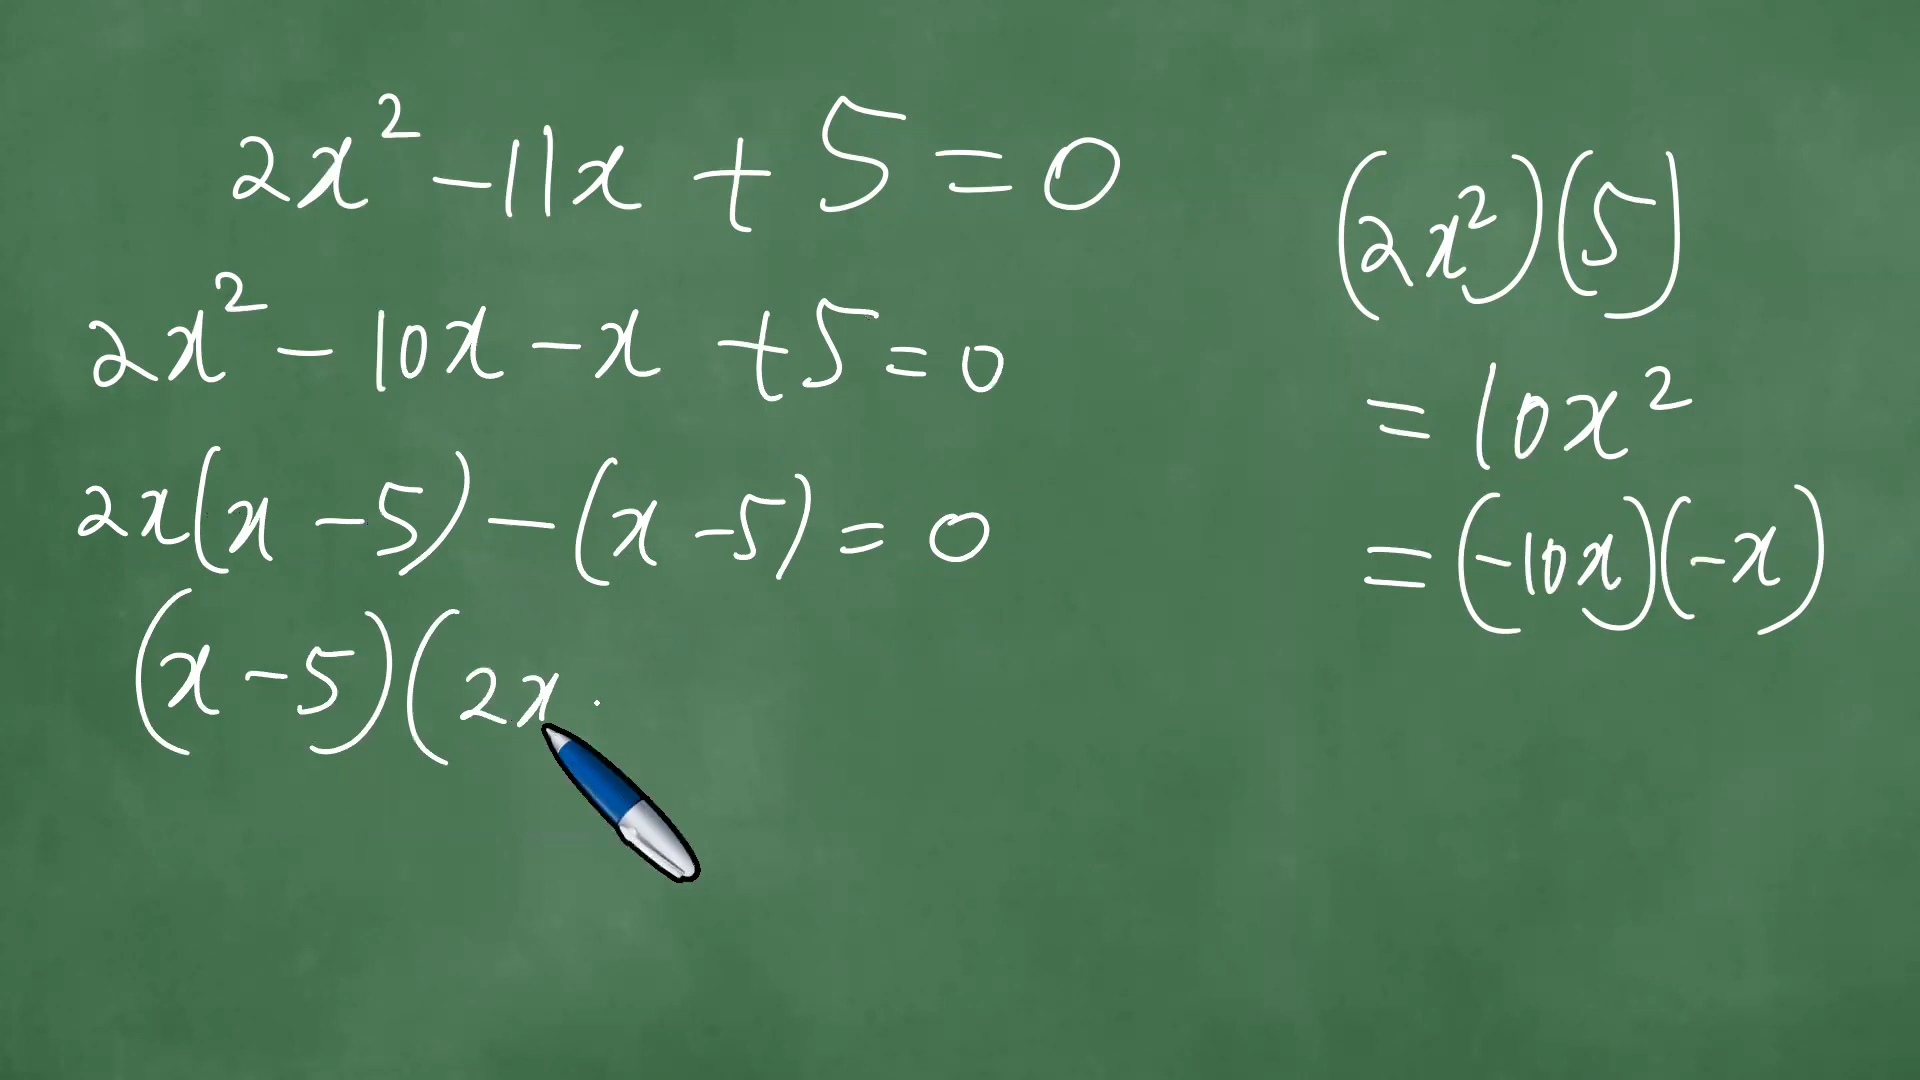 2x² - 11x + 5 = 0
2x² - 10x - x + 5 = 0
2x(x - 5) - (x - 5) = 0
(x - 5)(2x
(2x²)(5)
= 10x²
= (-10x)(-x)